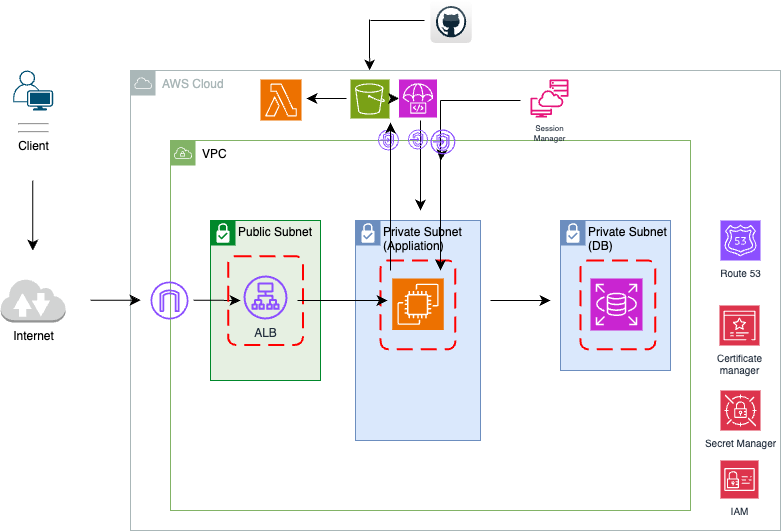 AWS Cloud
Client
Session
Manager
VPC
Public Subnet
Private Subnet
(Appliation)
Private Subnet
(DB)
53
Route 53
ALB
Internet
Certificate
manager
Secret Manager
IAM